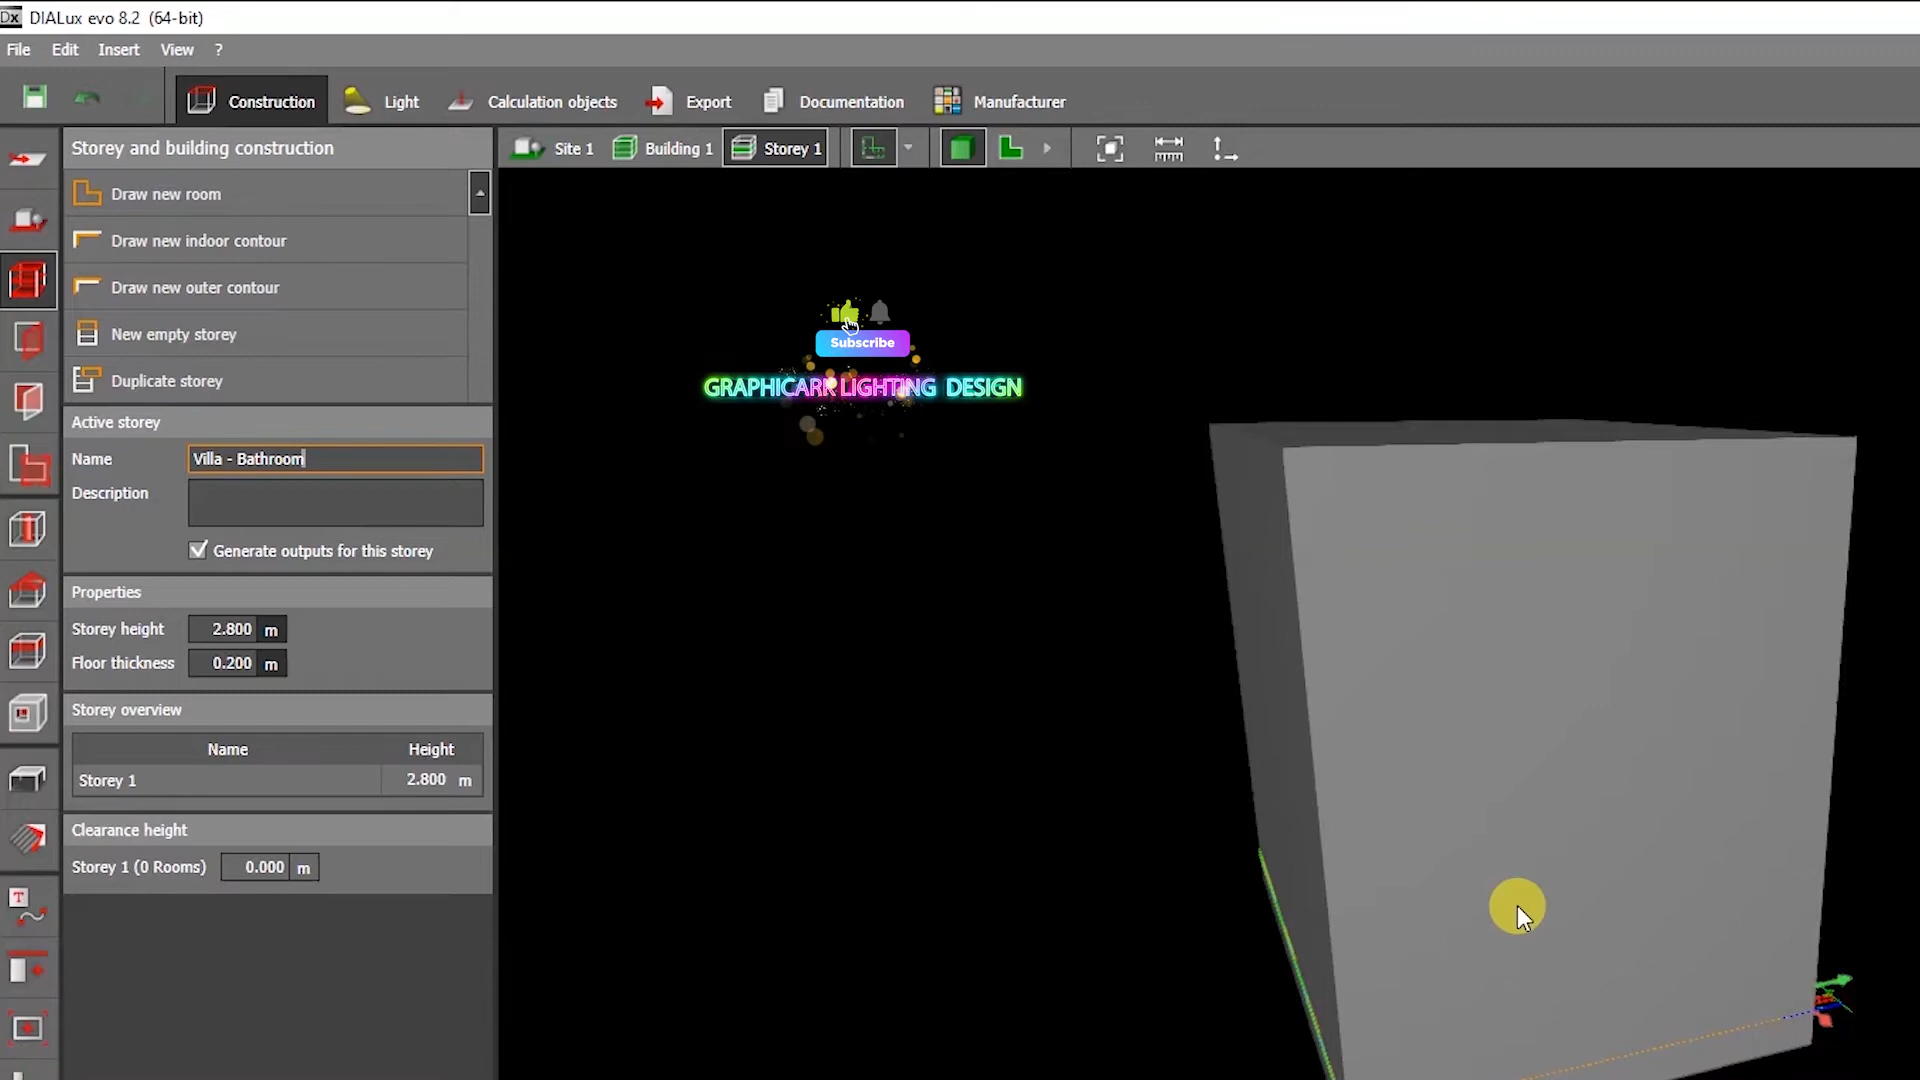 Dx DIALux evo 8.2 (64-bit)
File Edit Insert View ?
Construction Light Calculation objects Export Documentation Manufacturer
Storey and building construction
Site 1 Building 1 Storey 1
Draw new room
Draw new indoor contour
Draw new outer contour
New empty storey
Duplicate storey
Subscribe
GRAPHICARR LIGHTING DESIGN
Active storey
Name Villa - Bathroom
Description
Generate outputs for this storey
Properties
Storey height 2.800 m
Floor thickness 0.200 m
Storey overview
Name Height
Storey 1 2.800 m
Clearance height
Storey 1 (0 Rooms) 0.000 m
T